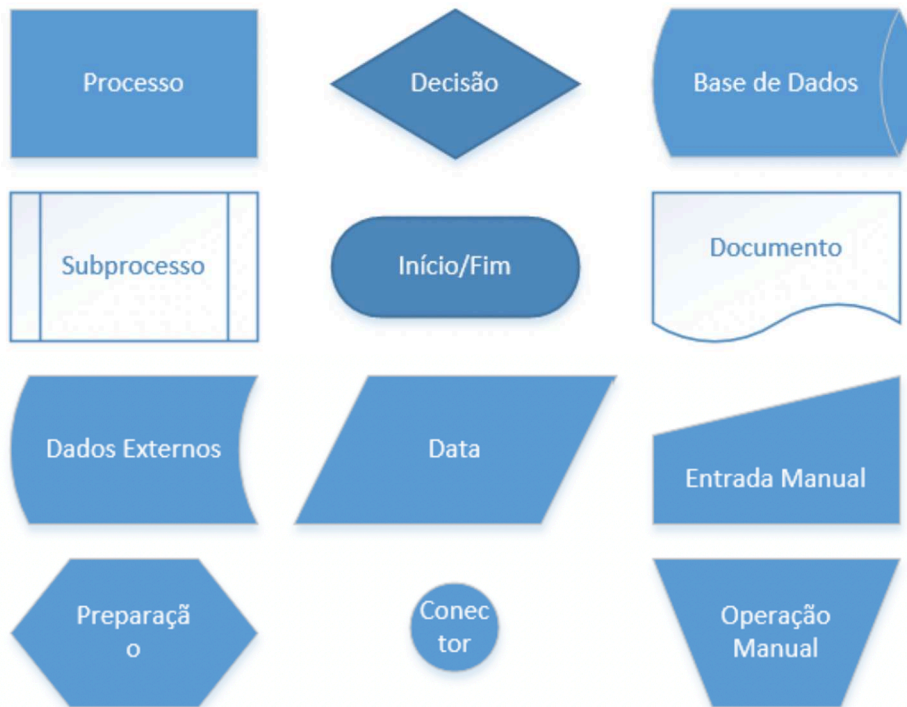 Processo
Decisão
Base de Dados
Subprocesso
Início/Fim
Documento
Dados Externos
Data
Entrada Manual
Preparaçã
o
Conec
tor
Operação
Manual